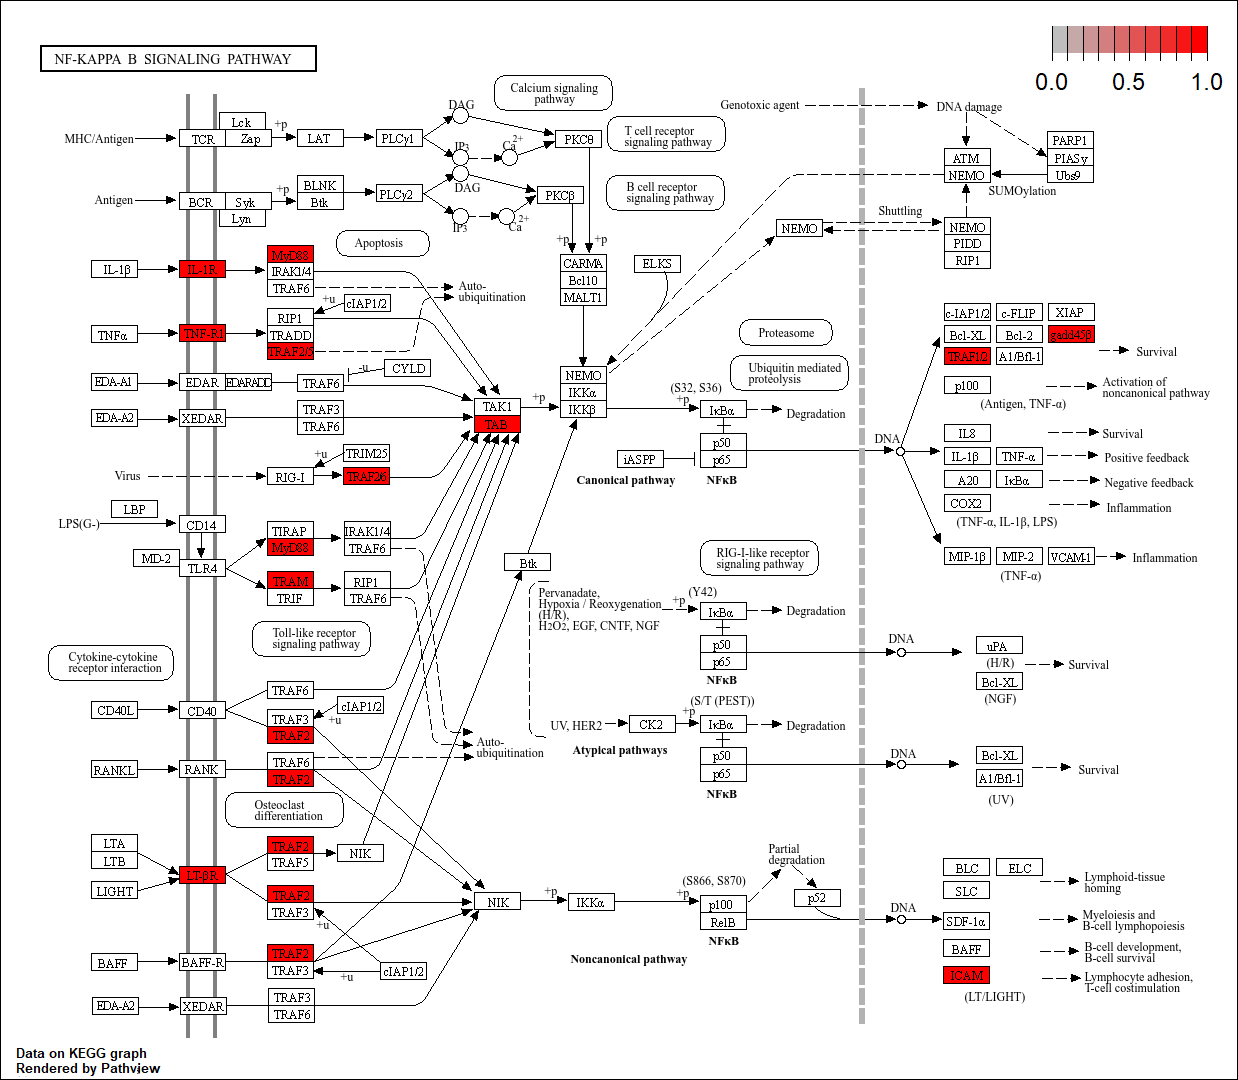 NF-KAPPA B SIGNALING PATHWAY
0.0 0.5 1.0
Calcium signaling
pathway
DAG
Genotoxic agent
DNA damage
Lck
MHC/Antigen
TCR
Zap
+p
LAT
PLCγ1
IP3
Ca2+
PKCθ
T cell receptor
signaling pathway
ATM
NEMO
PARP1
PIASy
Ubs9
SUMOylation
Antigen
BCR
Syk
Lyn
+p
BLNK
Btk
PLCγ2
DAG
IP3
Ca2+
PKCβ
B cell receptor
signaling pathway
+p
+p
NEMO
Shuttling
NEMO
PIDD
RIP1
Apoptosis
IL-1β
IL-1R
MyD88
IRAK1/4
TRAF6
Auto-
ubiquitination
CARMA
Bcl10
MALT1
ELKS
TNFα
TNF-R1
+u
cIAP1/2
RIP1
TRADD
TRAF2/5
Proteasome
Ubiquitin mediated
proteolysis
c-IAP1/2
c-FLIP
XIAP
Bcl-XL
Bcl-2
gadd45β
TRAF1/2
A1/Bfl-1
Survival
p100
Activation of
noncanonical pathway
(Antigen, TNF-α)
EDA-A1
EDAR
EDARADD
TRAF6
-u
CYLD
EDA-A2
XEDAR
TRAF3
TRAF6
TAK1
TAB
+p
NEMO
IKKα
IKKβ
(S32, S36)
+p
IκBα
Degradation
p50
p65
NFκB
iASPP
Canonical pathway
DNA
IL8
Survival
IL-1β
TNF-α
Positive feedback
A20
IκBα
Negative feedback
COX2
Inflammation
(TNF-α, IL-1β, LPS)
MIP-1β
MIP-2
VCAM-1
Inflammation
(TNF-α)
Virus
RIG-I
+u
TRIM25
TRAF2/6
LPS(G-)
LBP
CD14
MD-2
TLR4
TIRAP
MyD88
IRAK1/4
TRAF6
TRAM
TRIF
RIP1
TRAF6
Btk
Toll-like receptor
signaling pathway
Cytokine-cytokine
receptor interaction
RIG-I-like receptor
signaling pathway
Pervanadate,
Hypoxia / Reoxygenation
(H/R),
H2O2, EGF, CNTF, NGF
+p
(Y42)
IκBα
Degradation
p50
p65
NFκB
DNA
uPA
(H/R)
Bcl-XL
(NGF)
Survival
CD40L
CD40
TRAF6
TRAF3
TRAF2
cIAP1/2
+u
Auto-
ubiquitination
UV, HER2
CK2
+p
(S/T (PEST))
IκBα
Degradation
Atypical pathways
p50
p65
NFκB
DNA
Bcl-XL
A1/Bfl-1
(UV)
Survival
RANKL
RANK
TRAF6
TRAF2
Osteoclast
differentiation
LTA
LTB
LIGHT
LT-βR
TRAF2
TRAF5
NIK
TRAF2
TRAF3
+u
NIK
+p
IKKα
+p
(S866, S870)
p100
RelB
NFκB
Partial
degradation
p52
DNA
BLC
ELC
SLC
Lymphoid-tissue
homing
SDF-1α
Myeloiesis and
B-cell lymphopoiesis
BAFF
B-cell development,
B-cell survival
ICAM
Lymphocyte adhesion,
T-cell costimulation
(LT/LIGHT)
BAFF
BAFF-R
TRAF2
TRAF3
+u
cIAP1/2
Noncanonical pathway
EDA-A2
XEDAR
TRAF3
TRAF6
Data on KEGG graph
Rendered by Pathview